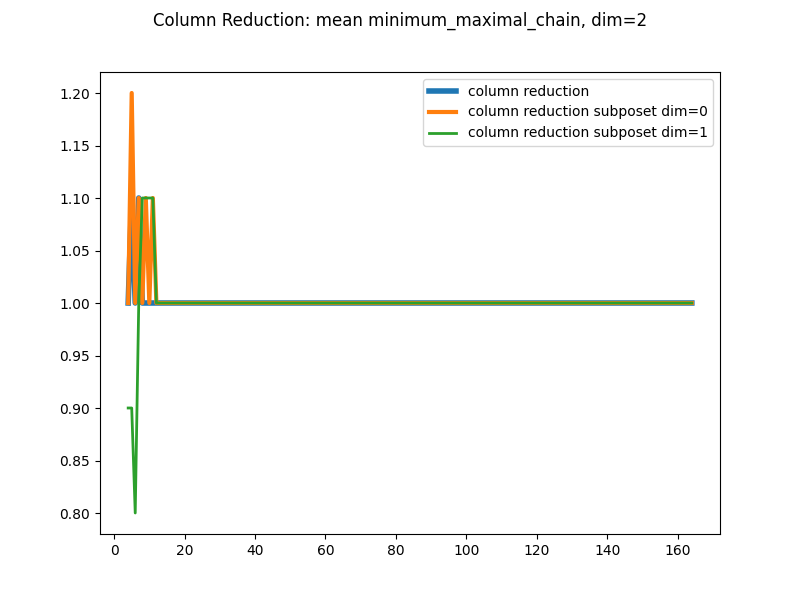 Column Reduction: mean minimum_maximal_chain, dim=2
column reduction
column reduction subposet dim=0
column reduction subposet dim=1
1.20
1.15
1.10
1.05
1.00
0.95
0.90
0.85
0.80
0 20 40 60 80 100 120 140 160